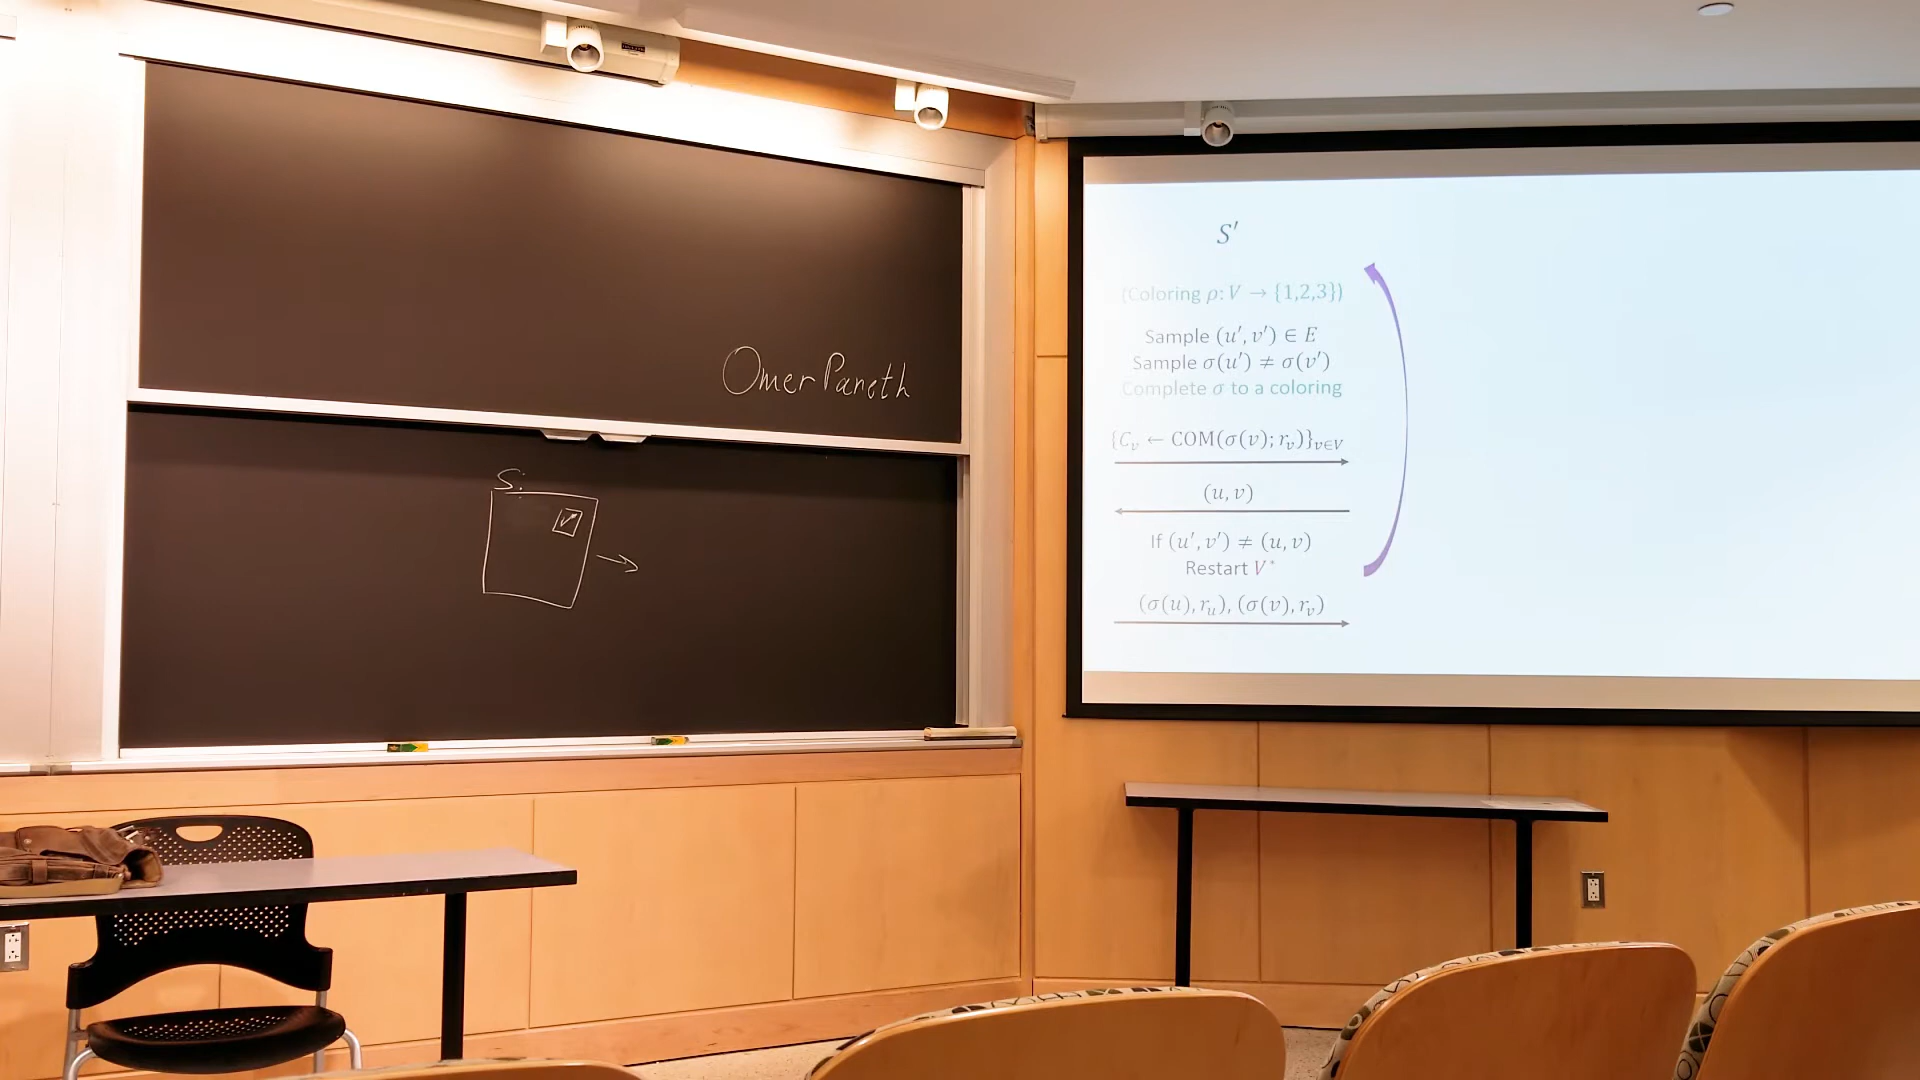 Omer Paneth
S:
V*
S′
(Coloring ρ: V → {1,2,3})
Sample (u′, v′) ∈ E
Sample σ(u′) ≠ σ(v′)
Complete σ to a coloring
{C_v ← COM(σ(v); r_v)}_{v∈V}
(u, v)
If (u′, v′) ≠ (u, v)
Restart V*
(σ(u), r_u), (σ(v), r_v)